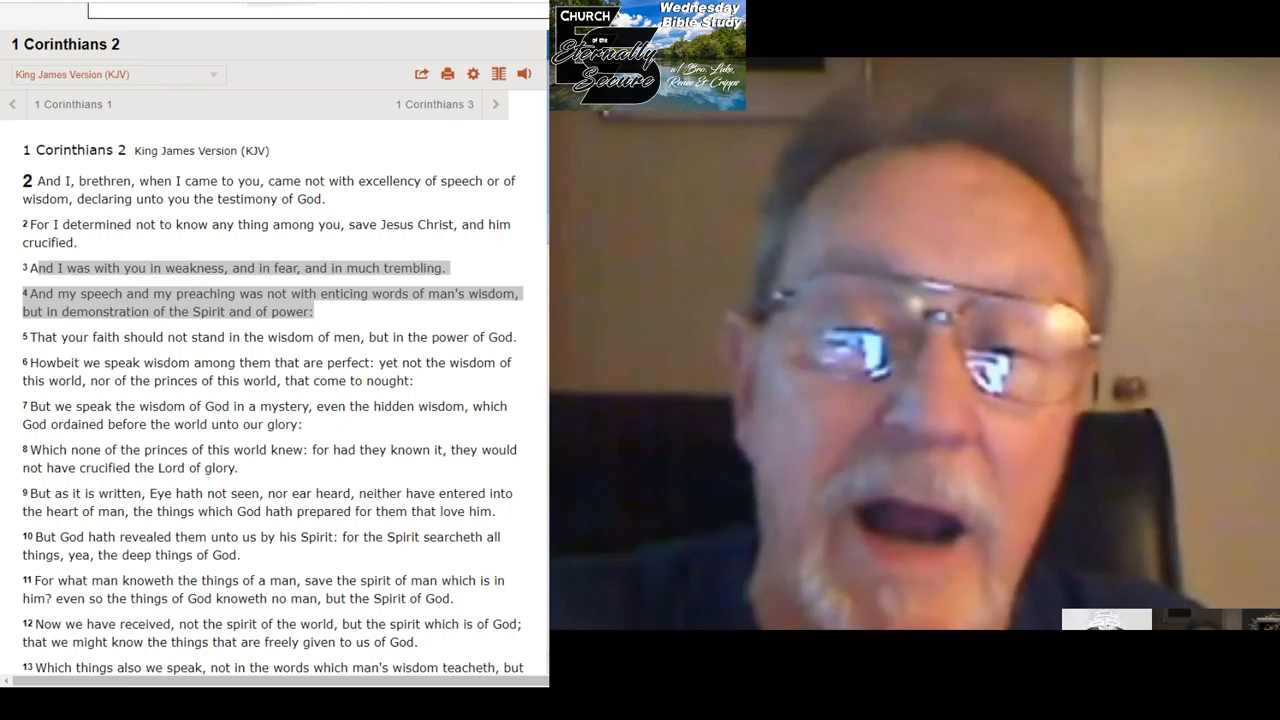 1 Corinthians 2
King James Version (KJV)
1 Corinthians 1
1 Corinthians 3
1 Corinthians 2 King James Version (KJV)
2 And I, brethren, when I came to you, came not with excellency of speech or of
wisdom, declaring unto you the testimony of God.
2 For I determined not to know any thing among you, save Jesus Christ, and him
crucified.
3 And I was with you in weakness, and in fear, and in much trembling.
4 And my speech and my preaching was not with enticing words of man's wisdom,
but in demonstration of the Spirit and of power:
5 That your faith should not stand in the wisdom of men, but in the power of God.
6 Howbeit we speak wisdom among them that are perfect: yet not the wisdom of
this world, nor of the princes of this world, that come to nought:
7 But we speak the wisdom of God in a mystery, even the hidden wisdom, which
God ordained before the world unto our glory:
8 Which none of the princes of this world knew: for had they known it, they would
not have crucified the Lord of glory.
9 But as it is written, Eye hath not seen, nor ear heard, neither have entered into
the heart of man, the things which God hath prepared for them that love him.
10 But God hath revealed them unto us by his Spirit: for the Spirit searcheth all
things, yea, the deep things of God.
11 For what man knoweth the things of a man, save the spirit of man which is in
him? even so the things of God knoweth no man, but the Spirit of God.
12 Now we have received, not the spirit of the world, but the spirit which is of God;
that we might know the things that are freely given to us of God.
13 Which things also we speak, not in the words which man's wisdom teacheth, but
CHURCH
of the
Eternally
Secure
Wednesday
Bible Study
w/ Bro. Luke,
Renee & Cripps